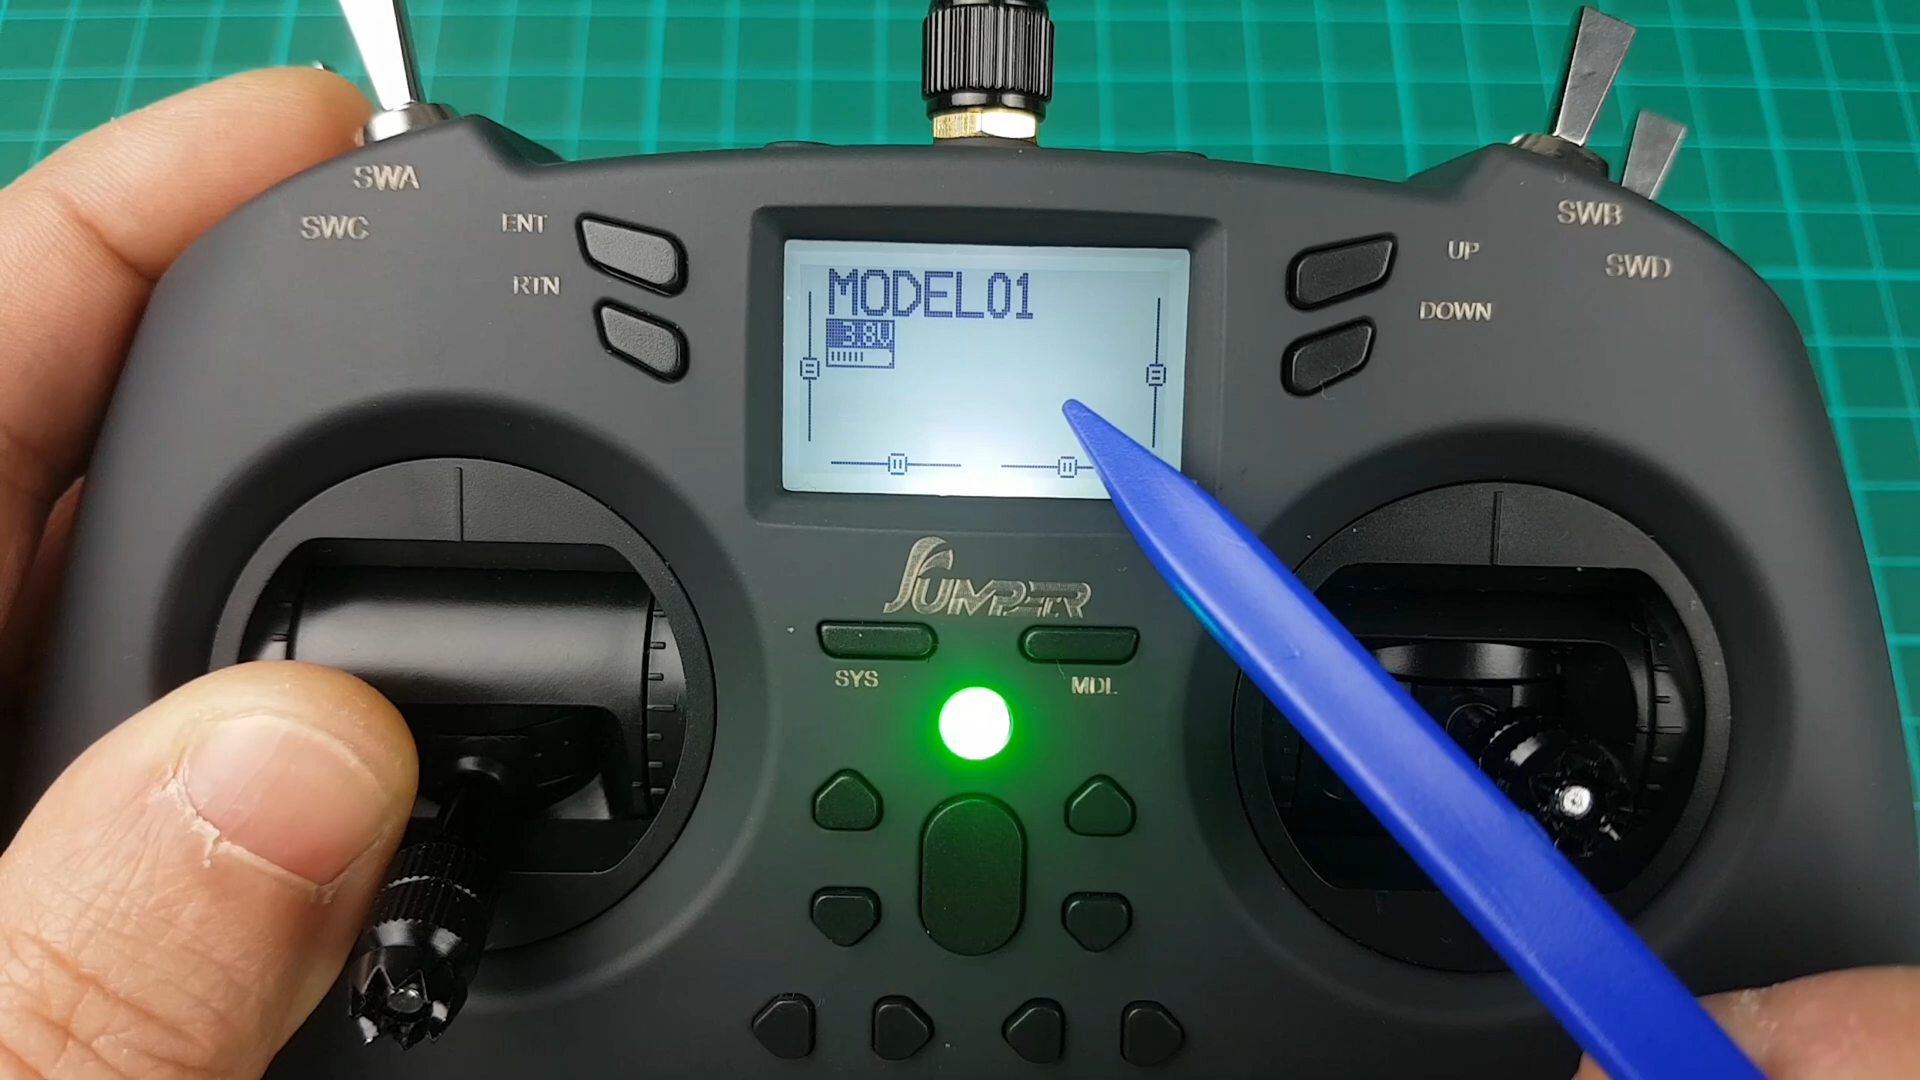 SWA
SWC
ENT
RTN
MODEL01
3.8V
UP
DOWN
SWB
SWD
JUMPER
SYS
MDL